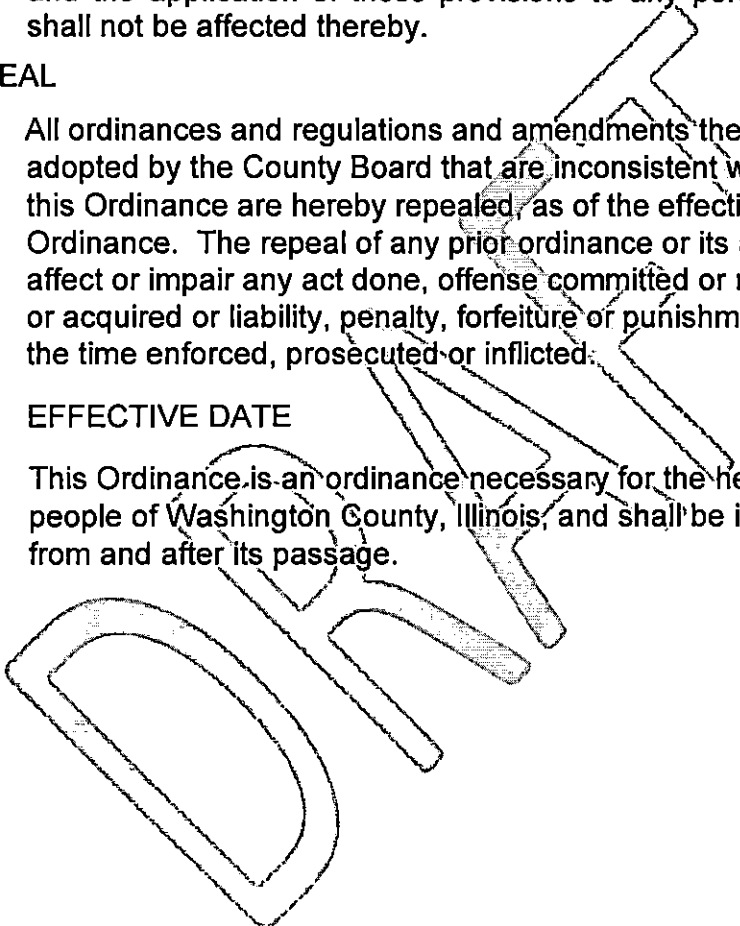 shall not be affected thereby.
EAL
All ordinances and regulations and amendments the
adopted by the County Board that are inconsistent w
this Ordinance are hereby repealed, as of the effecti
Ordinance. The repeal of any prior ordinance or its a
affect or impair any act done, offense committed or r
or acquired or liability, penalty, forfeiture or punishm
the time enforced, prosecuted or inflicted.
EFFECTIVE DATE
This Ordinance is an ordinance necessary for the he
people of Washington County, Illinois, and shall be i
from and after its passage.
DRAFT